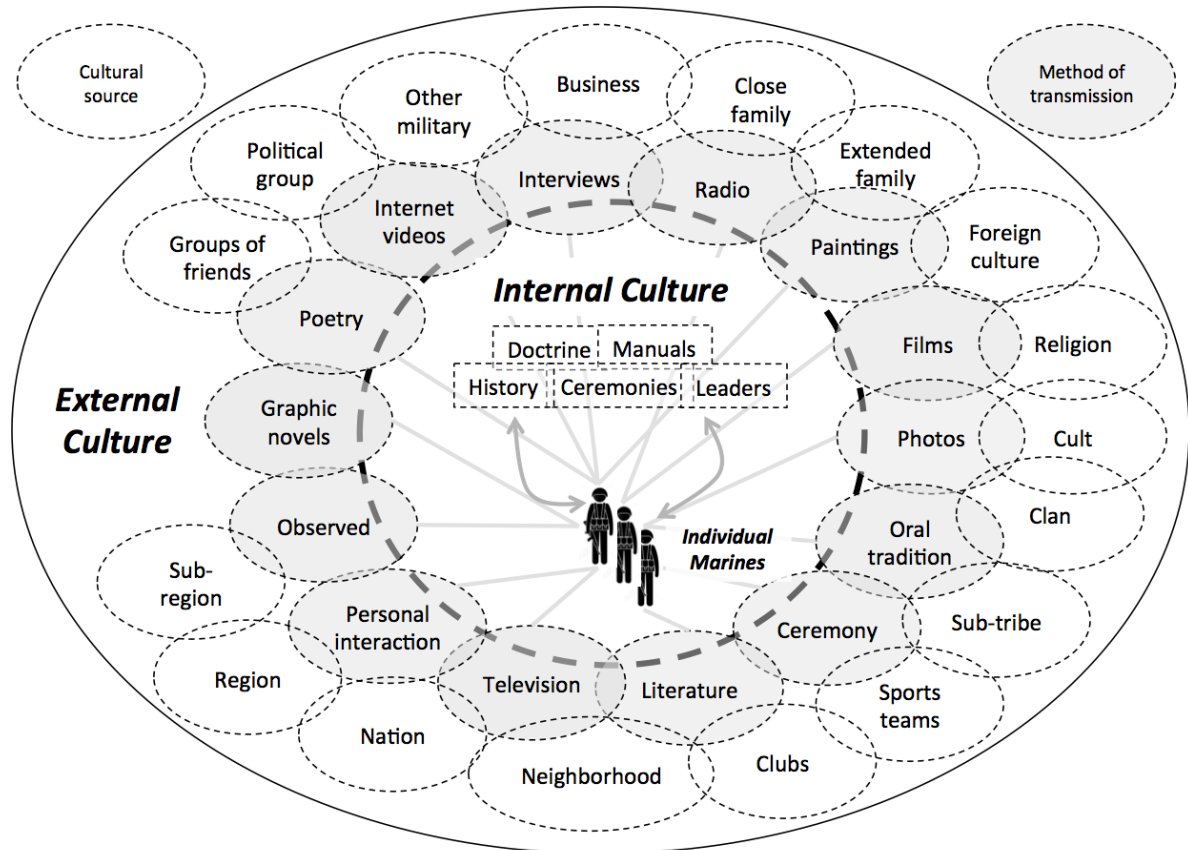 Cultural
source
Method of
transmission
Business
Other
military
Close
family
Political
group
Extended
family
Interviews
Radio
Internet
videos
Paintings
Groups of
friends
Foreign
culture
Poetry
Internal Culture
Films
Religion
Doctrine
Manuals
History
Ceremonies
Leaders
External
Culture
Graphic
novels
Photos
Cult
Observed
Individual
Marines
Oral
tradition
Clan
Sub-
region
Personal
interaction
Ceremony
Sub-tribe
Region
Television
Literature
Sports
teams
Nation
Neighborhood
Clubs